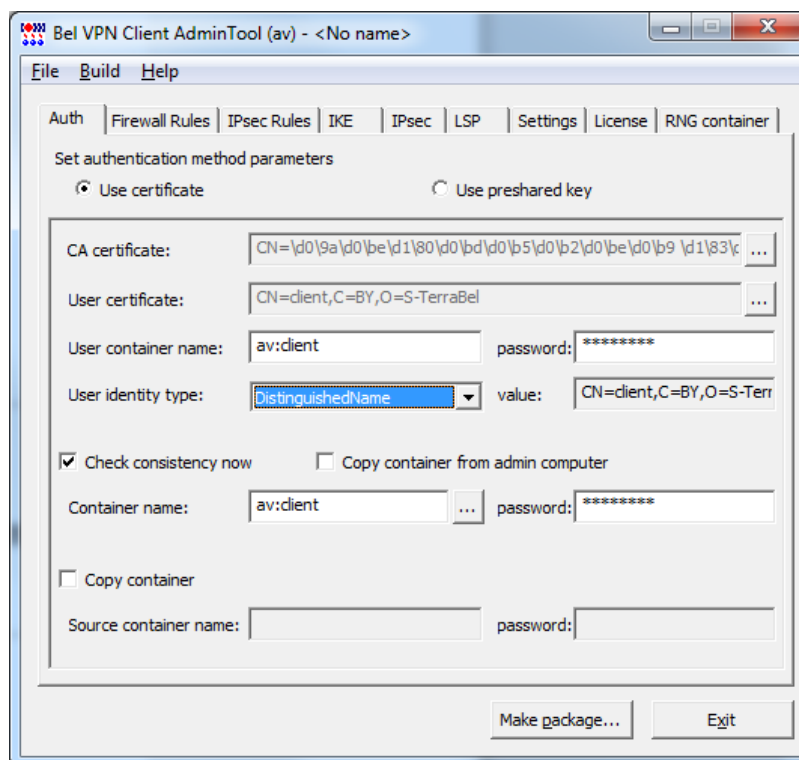 Bel VPN Client AdminTool (av) - <No name>
File Build Help
Auth Firewall Rules IPsec Rules IKE IPsec LSP Settings License RNG container
Set authentication method parameters
Use certificate Use preshared key
CA certificate: CN=\d0\9a\d0\be\d1\80\d0\bd\d0\b5\d0\b2\d0\be\d0\b9 \d1\83\c ...
User certificate: CN=client,C=BY,O=S-TerraBel ...
User container name: av:client password: ********
User identity type: DistinguishedName value: CN=client,C=BY,O=S-Terr
Check consistency now Copy container from admin computer
Container name: av:client ... password: ********
Copy container
Source container name: password:
Make package... Exit